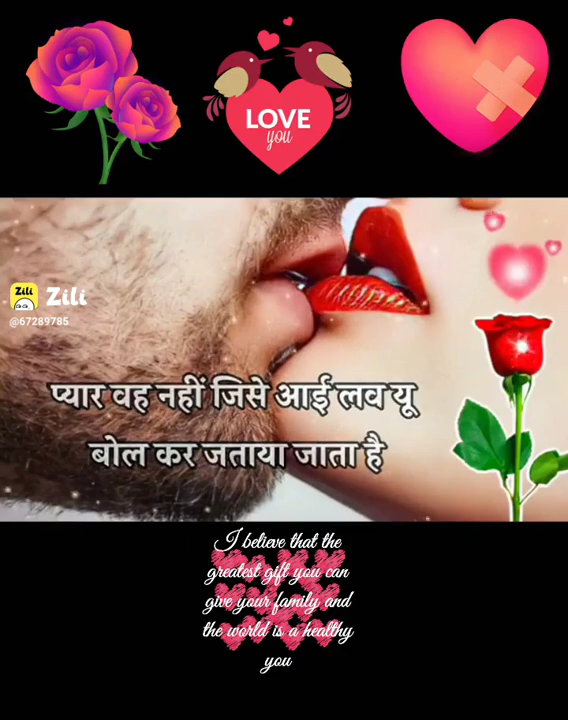 LOVE
you
Zili
Zili
@67289785
प्यार वह नहीं जिसे आई लव यू
बोल कर जताया जाता है
I believe that the
greatest gift you can
give your family and
the world is a healthy
you